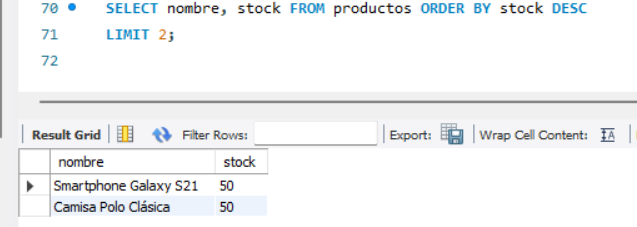 70 SELECT nombre, stock FROM productos ORDER BY stock DESC
71 LIMIT 2;
72
Result Grid Filter Rows: Export: Wrap Cell Content:
nombre stock
Smartphone Galaxy S21 50
Camisa Polo Clásica 50